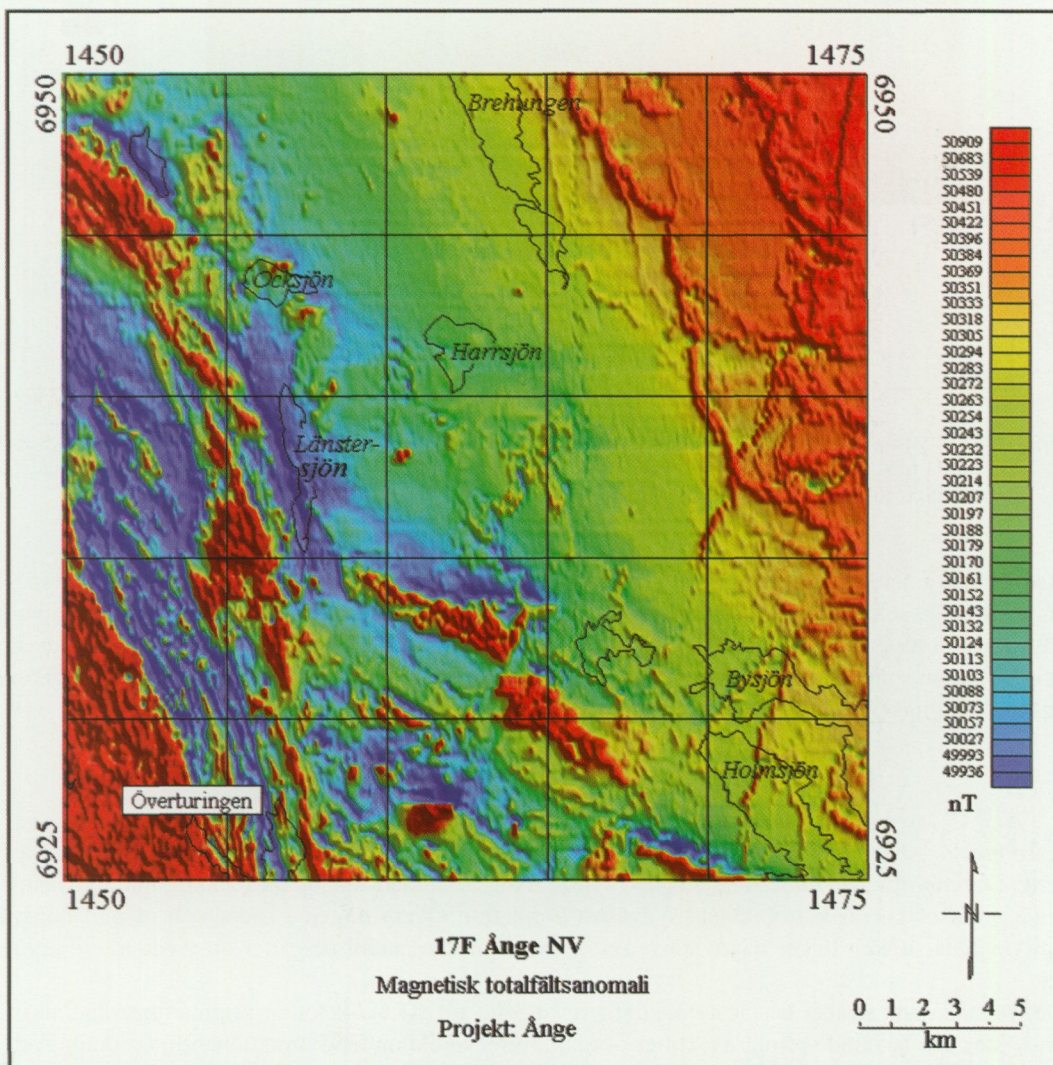 1450 1475
6950 6950
Brehungen
Ocksjön
Harrsjön
Länster-
sjön
Bysjön
Holmsjön
Överturingen
6925 6925
1450 1475
50909
50683
50539
50480
50451
50422
50396
50384
50369
50351
50333
50318
50305
50294
50283
50272
50263
50254
50243
50232
50223
50214
50207
50197
50188
50179
50170
50161
50152
50143
50132
50124
50113
50103
50088
50073
50057
50027
49993
49936
nT
N
17F Ånge NV
Magnetisk totalfältsanomali
Projekt: Ånge
0 1 2 3 4 5
km